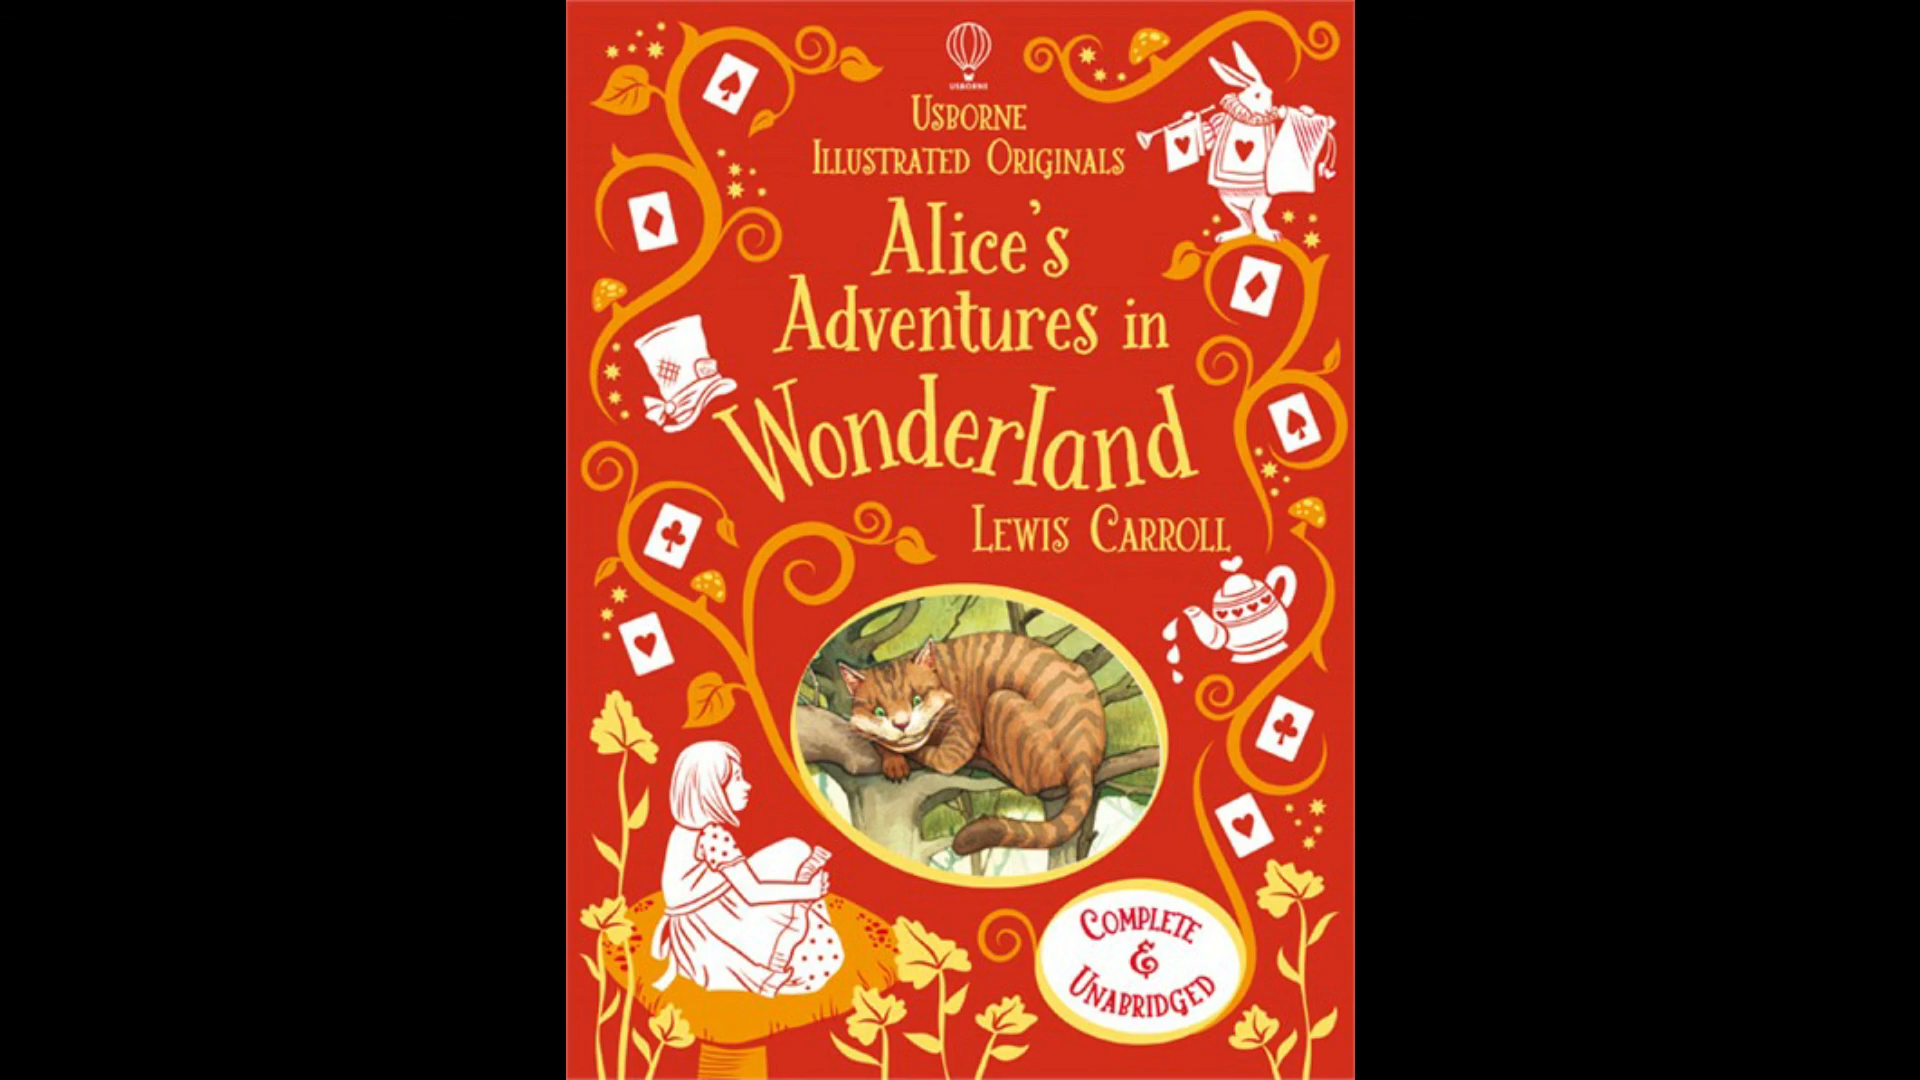 USBORNE
USBORNE
ILLUSTRATED ORIGINALS
Alice's
Adventures in
Wonderland
LEWIS CARROLL
COMPLETE
&
UNABRIDGED